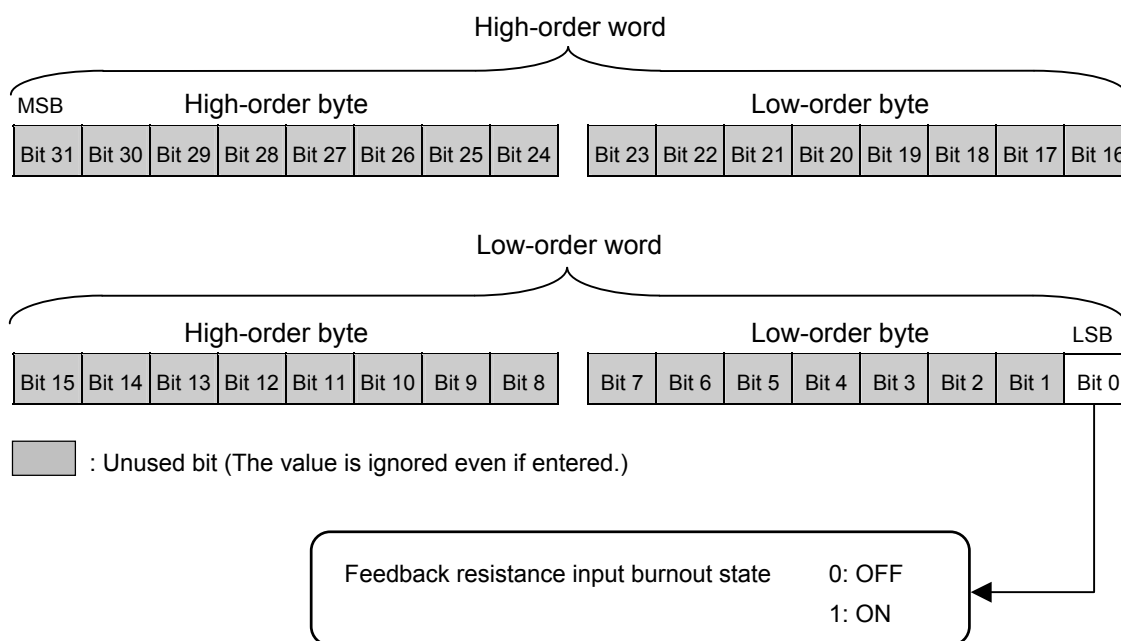 High-order word
MSB High-order byte Low-order byte
Bit 31 Bit 30 Bit 29 Bit 28 Bit 27 Bit 26 Bit 25 Bit 24 Bit 23 Bit 22 Bit 21 Bit 20 Bit 19 Bit 18 Bit 17 Bit 16
Low-order word
High-order byte Low-order byte LSB
Bit 15 Bit 14 Bit 13 Bit 12 Bit 11 Bit 10 Bit 9 Bit 8 Bit 7 Bit 6 Bit 5 Bit 4 Bit 3 Bit 2 Bit 1 Bit 0
: Unused bit (The value is ignored even if entered.)
Feedback resistance input burnout state 0: OFF
1: ON